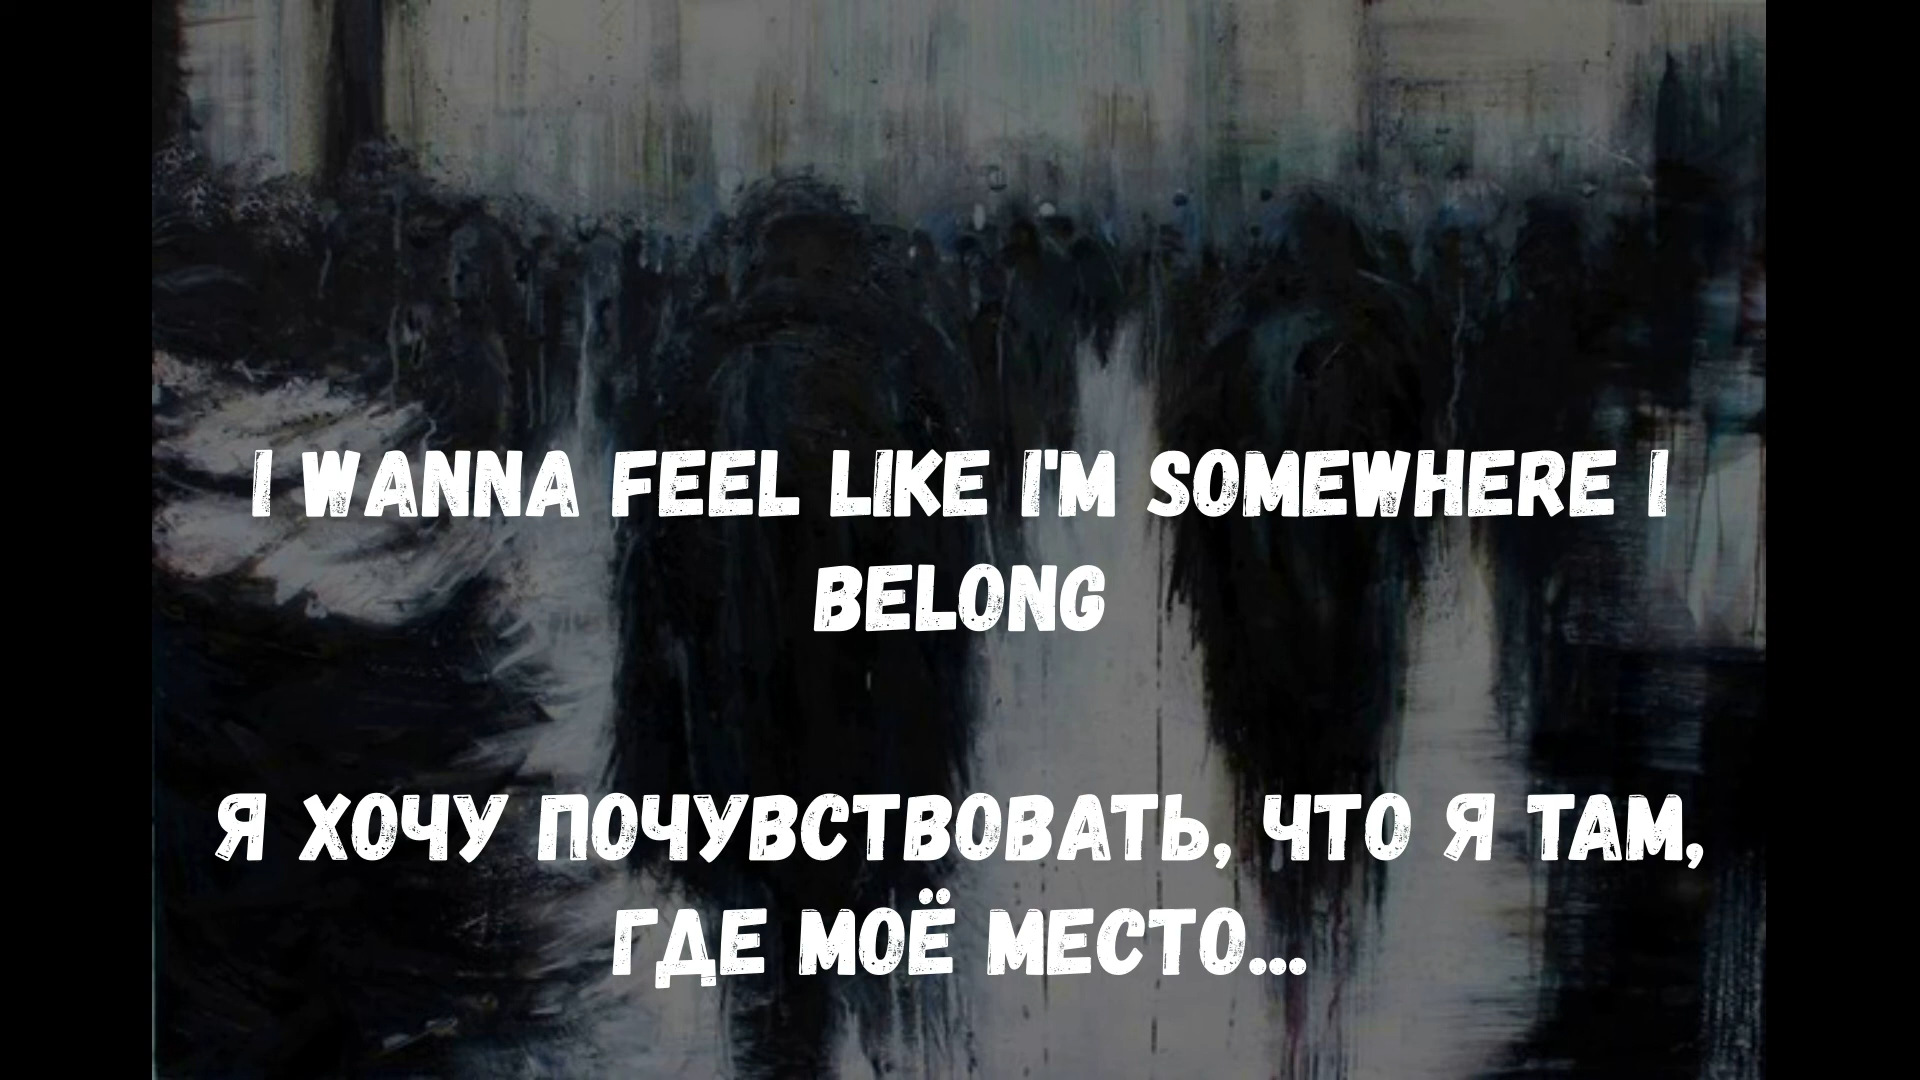 I WANNA FEEL LIKE I'M SOMEWHERE I
BELONG
Я ХОЧУ ПОЧУВСТВОВАТЬ, ЧТО Я ТАМ,
ГДЕ МОЁ МЕСТО...